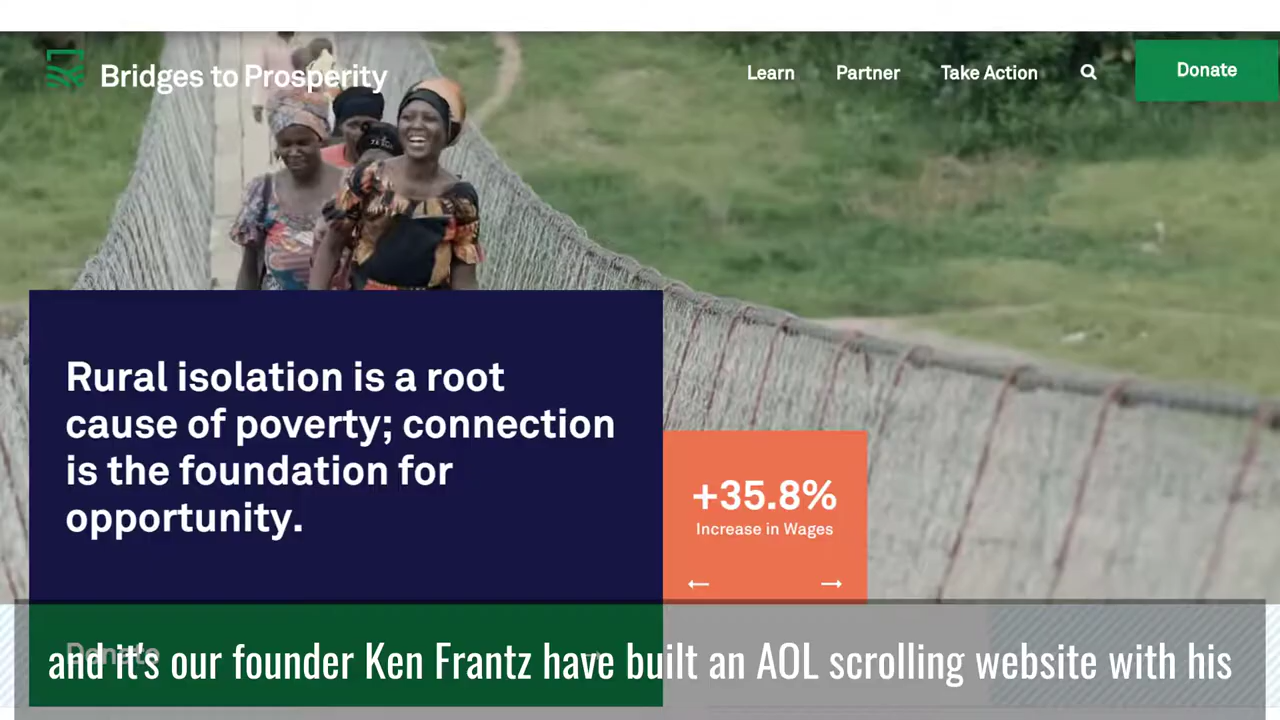 Bridges to Prosperity
Learn Partner Take Action Donate
Rural isolation is a root
cause of poverty; connection
is the foundation for
opportunity.
+35.8%
Increase in Wages
← →
Donate
and it's our founder Ken Frantz have built an AOL scrolling website with his